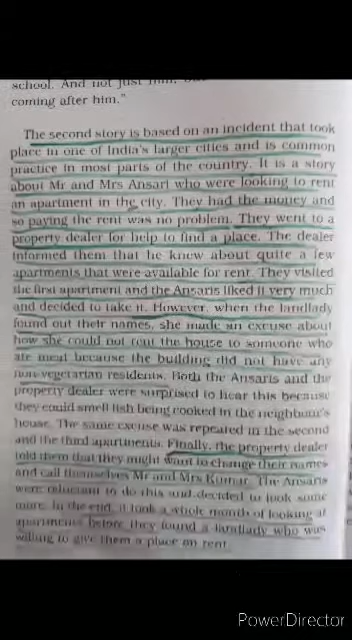 school. And not just him, but
coming after him."
The second story is based on an incident that took
place in one of India's larger cities and is common
practice in most parts of the country. It is a story
about Mr and Mrs Ansari who were looking to rent
an apartment in the city. They had the money and
so paying the rent was no problem. They went to a
property dealer for help to find a place. The dealer
informed them that he knew about quite a few
apartments that were available for rent. They visited
the first apartment and the Ansaris liked it very much
and decided to take it. However, when the landlady
found out their names, she made an excuse about
how she could not rent the house to someone who
ate meat because the building did not have any
non-vegetarian residents. Both the Ansaris and the
property dealer were surprised to hear this because
they could smell fish being cooked in the neighbour's
house. The same excuse was repeated in the second
and the third apartments. Finally, the property dealer
told them that they might want to change their names
and call themselves Mr and Mrs Kumar. The Ansaris
were reluctant to do this and decided to look some
more. In the end, it took a whole month of looking at
apartments before they found a landlady who was
willing to give them a place on rent.
PowerDirector